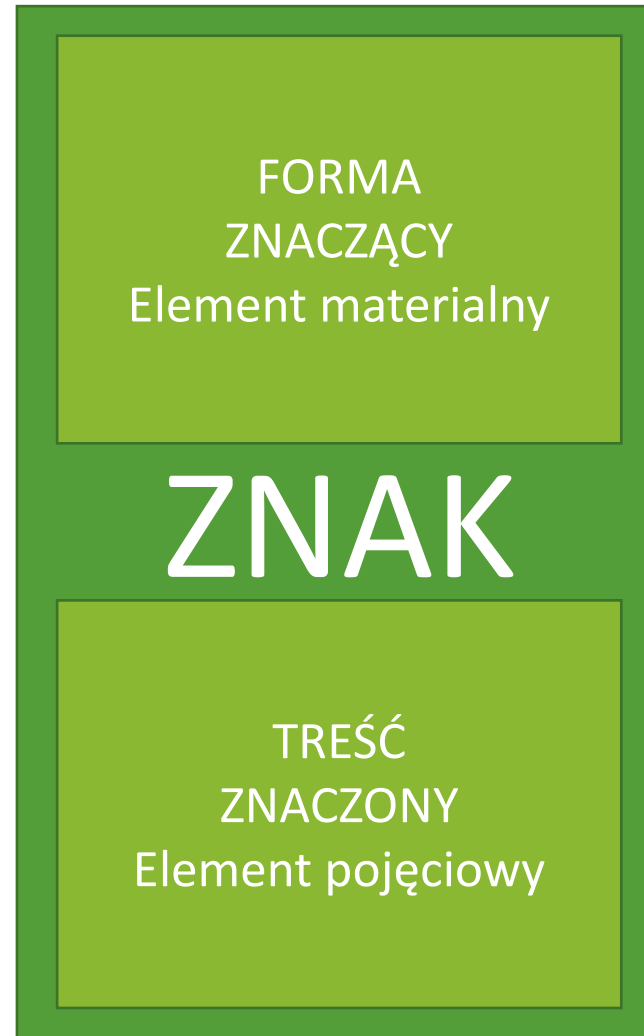 FORMA
ZNACZĄCY
Element materialny
ZNAK
TREŚĆ
ZNACZONY
Element pojęciowy